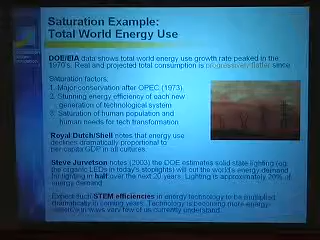 Saturation Example:
Total World Energy Use
DOE/EIA data shows total world energy use growth rate peaked in the
1970's. Real and projected total consumption is progressively flatter since.
Saturation factors:
1. Major conservation after OPEC (1973)
2. Stunning energy efficiency of each new
generation of technological system
3. Saturation of human population and
human needs for tech transformation
Royal Dutch/Shell notes that energy use
declines dramatically proportional to
per capita GDP in all cultures.
Steve Jurvetson notes (2003) the DOE estimates solid state lighting (eg.
the organic LEDs in today's stoplights) will cut the world's energy demand
for lighting in half over the next 20 years. Lighting is approximately 20% of
energy demand.
Expect such STEM efficiencies in energy technology to be multiplied
dramatically in coming years. Technology is becoming more energy-
in ways very few of us currently understand.